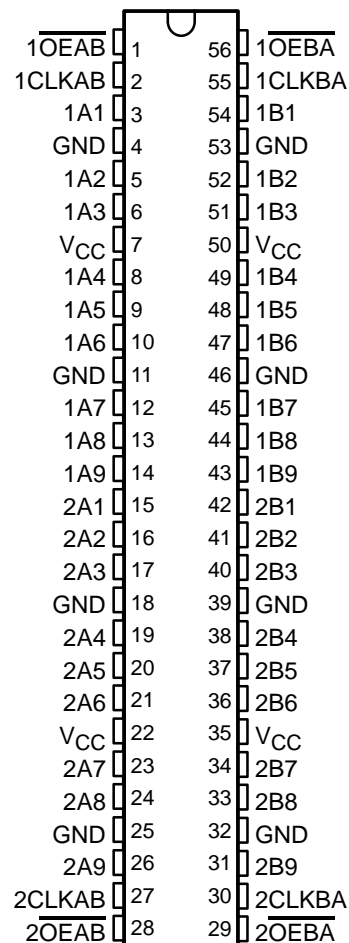 1OEAB 1 56 1OEBA
1CLKAB 2 55 1CLKBA
1A1 3 54 1B1
GND 4 53 GND
1A2 5 52 1B2
1A3 6 51 1B3
VCC 7 50 VCC
1A4 8 49 1B4
1A5 9 48 1B5
1A6 10 47 1B6
GND 11 46 GND
1A7 12 45 1B7
1A8 13 44 1B8
1A9 14 43 1B9
2A1 15 42 2B1
2A2 16 41 2B2
2A3 17 40 2B3
GND 18 39 GND
2A4 19 38 2B4
2A5 20 37 2B5
2A6 21 36 2B6
VCC 22 35 VCC
2A7 23 34 2B7
2A8 24 33 2B8
GND 25 32 GND
2A9 26 31 2B9
2CLKAB 27 30 2CLKBA
2OEAB 28 29 2OEBA